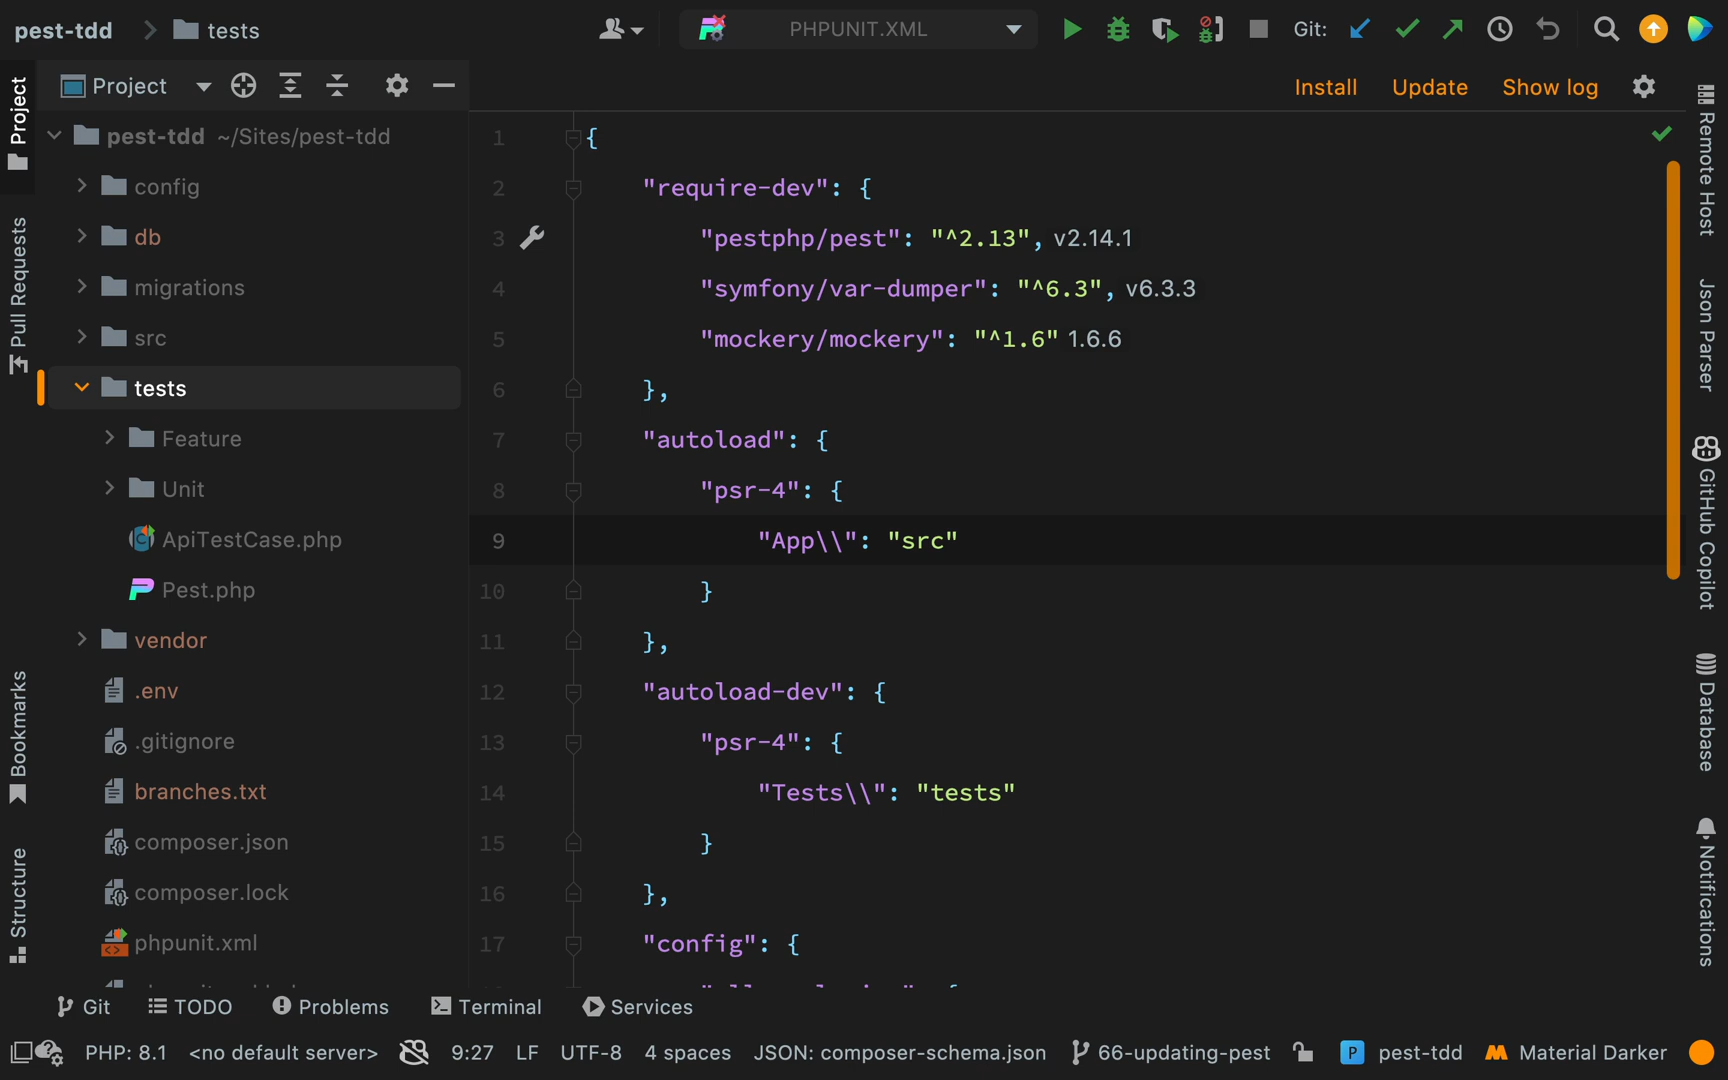 pest-tdd > tests
PHPUNIT.XML
Git:
Project
Install Update Show log
Project
Pull Requests
Bookmarks
Structure
pest-tdd ~/Sites/pest-tdd
config
db
migrations
src
tests
Feature
Unit
ApiTestCase.php
Pest.php
vendor
.env
.gitignore
branches.txt
composer.json
composer.lock
phpunit.xml
1 {
2 "require-dev": {
3 "pestphp/pest": "^2.13", v2.14.1
4 "symfony/var-dumper": "^6.3", v6.3.3
5 "mockery/mockery": "^1.6" 1.6.6
6 },
7 "autoload": {
8 "psr-4": {
9 "App\\": "src"
10 }
11 },
12 "autoload-dev": {
13 "psr-4": {
14 "Tests\\": "tests"
15 }
16 },
17 "config": {
Remote Host
Json Parser
GitHub Copilot
Database
Notifications
Git TODO Problems Terminal Services
PHP: 8.1 <no default server> 9:27 LF UTF-8 4 spaces JSON: composer-schema.json 66-updating-pest P pest-tdd Material Darker